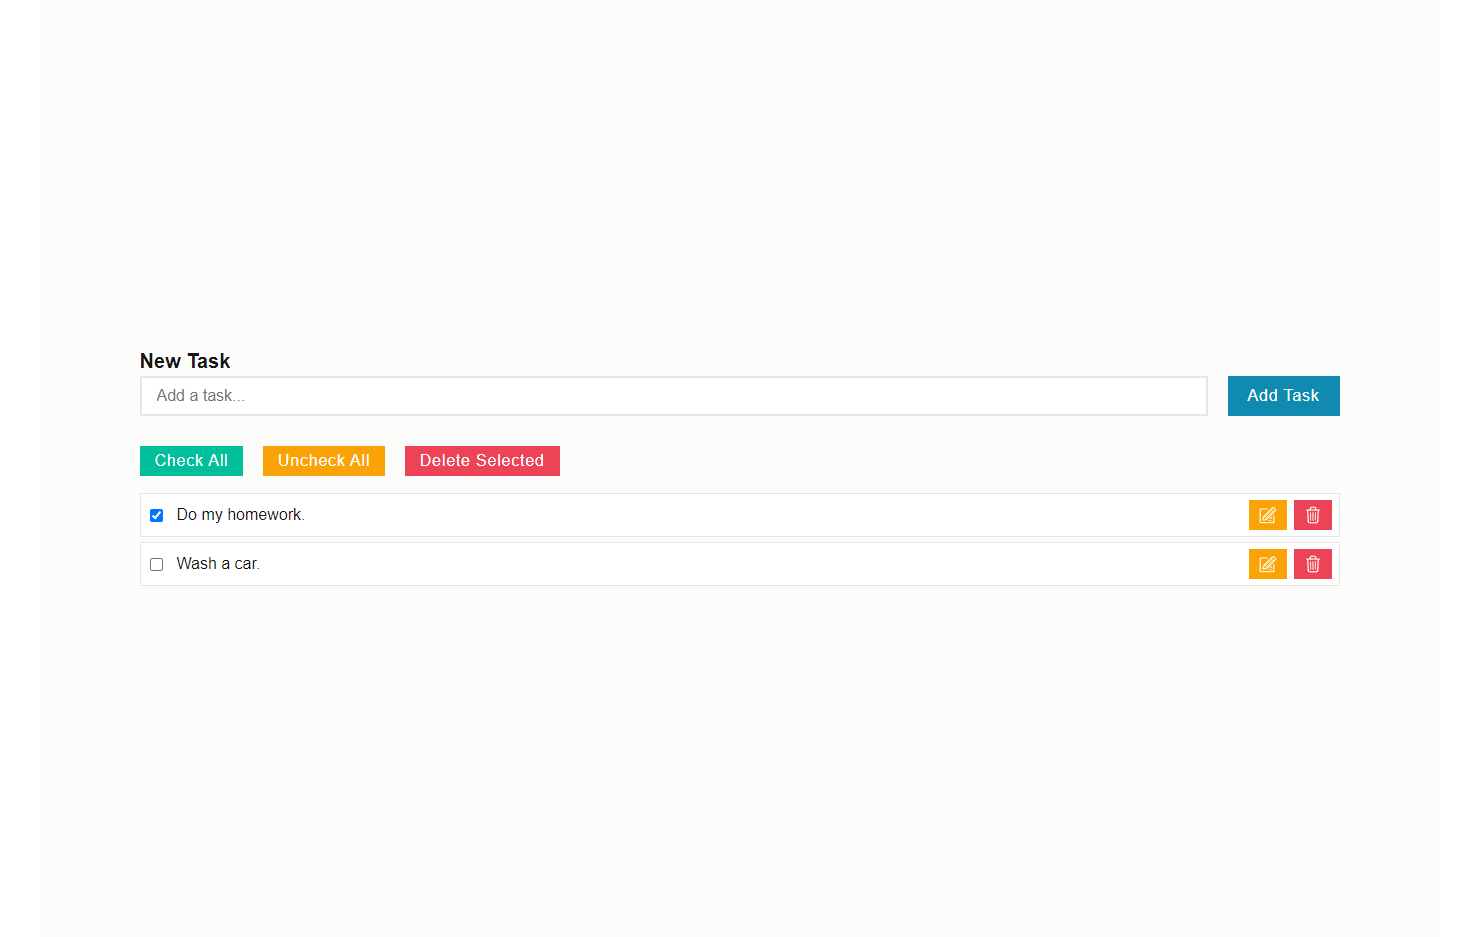 New Task
Add a task...
Add Task
Check All
Uncheck All
Delete Selected
Do my homework.
Wash a car.